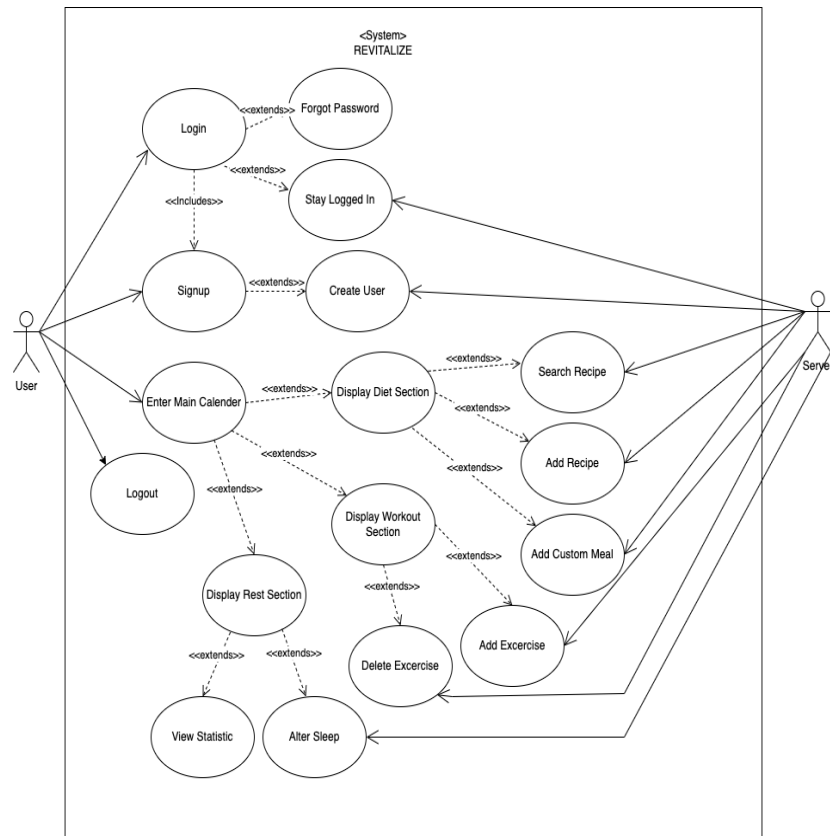 <System>
REVITALIZE
<<extends>>
Forgot Password
Login
<<extends>>
Stay Logged In
<<Includes>>
Signup
<<extends>>
Create User
User
Serve
Enter Main Calender
<<extends>>
Display Diet Section
<<extends>>
Search Recipe
<<extends>>
Add Recipe
<<extends>>
Add Custom Meal
Logout
<<extends>>
<<extends>>
Display Workout
Section
<<extends>>
Add Excercise
<<extends>>
Delete Excercise
Display Rest Section
<<extends>>
<<extends>>
View Statistic
Alter Sleep